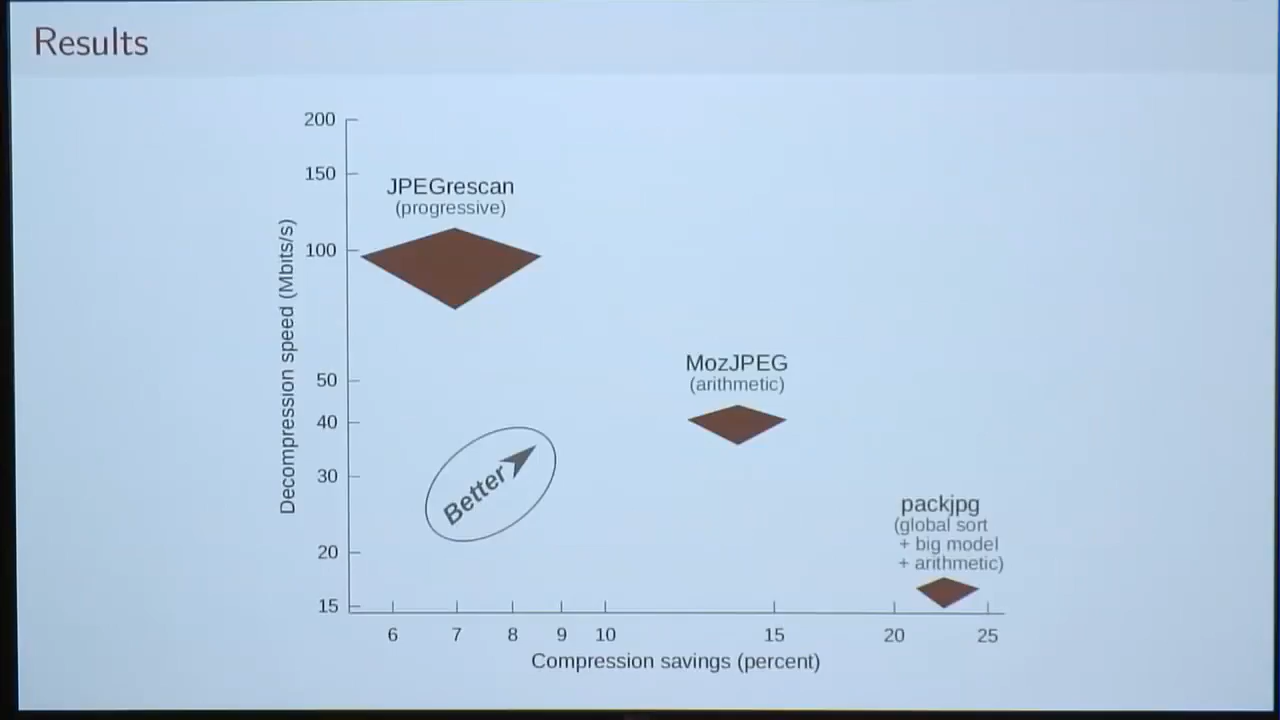 Results
200
150
100
50
40
30
20
15
Decompression speed (Mbits/s)
JPEGrescan
(progressive)
MozJPEG
(arithmetic)
Better
packjpg
(global sort
+ big model
+ arithmetic)
6 7 8 9 10 15 20 25
Compression savings (percent)